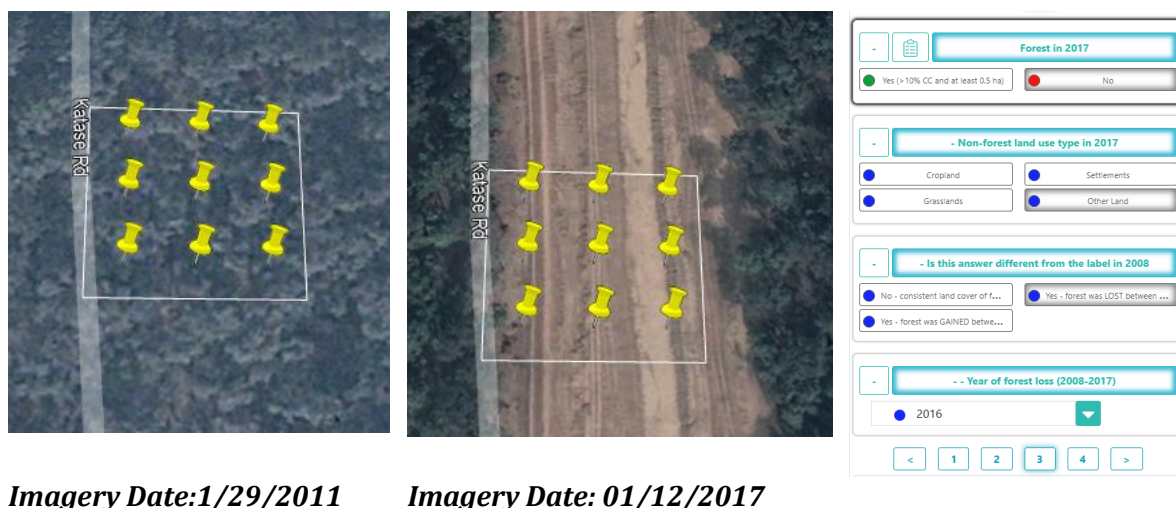 Katase Rd
Katase Rd
- Forest in 2017
Yes (>10% CC and at least 0.5 ha) No
- - Non-forest land use type in 2017
Cropland Settlements
Grasslands Other Land
- - Is this answer different from the label in 2008
No - consistent land cover of f... Yes - forest was LOST between ...
Yes - forest was GAINED betwe...
- - - Year of forest loss (2008-2017)
2016
< 1 2 3 4 >
Imagery Date:1/29/2011 Imagery Date: 01/12/2017